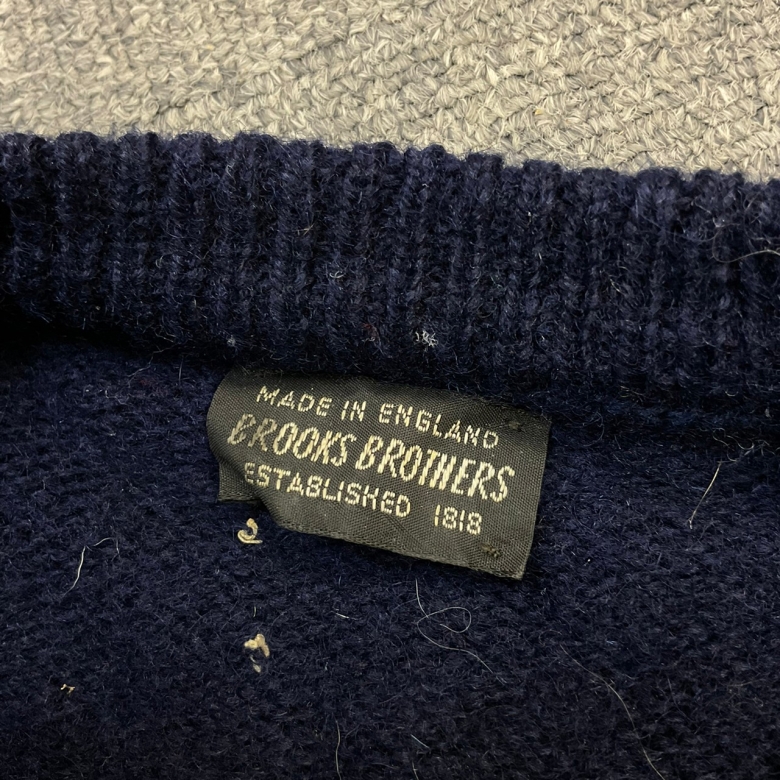 MADE IN ENGLAND
BROOKS BROTHERS
ESTABLISHED 1818